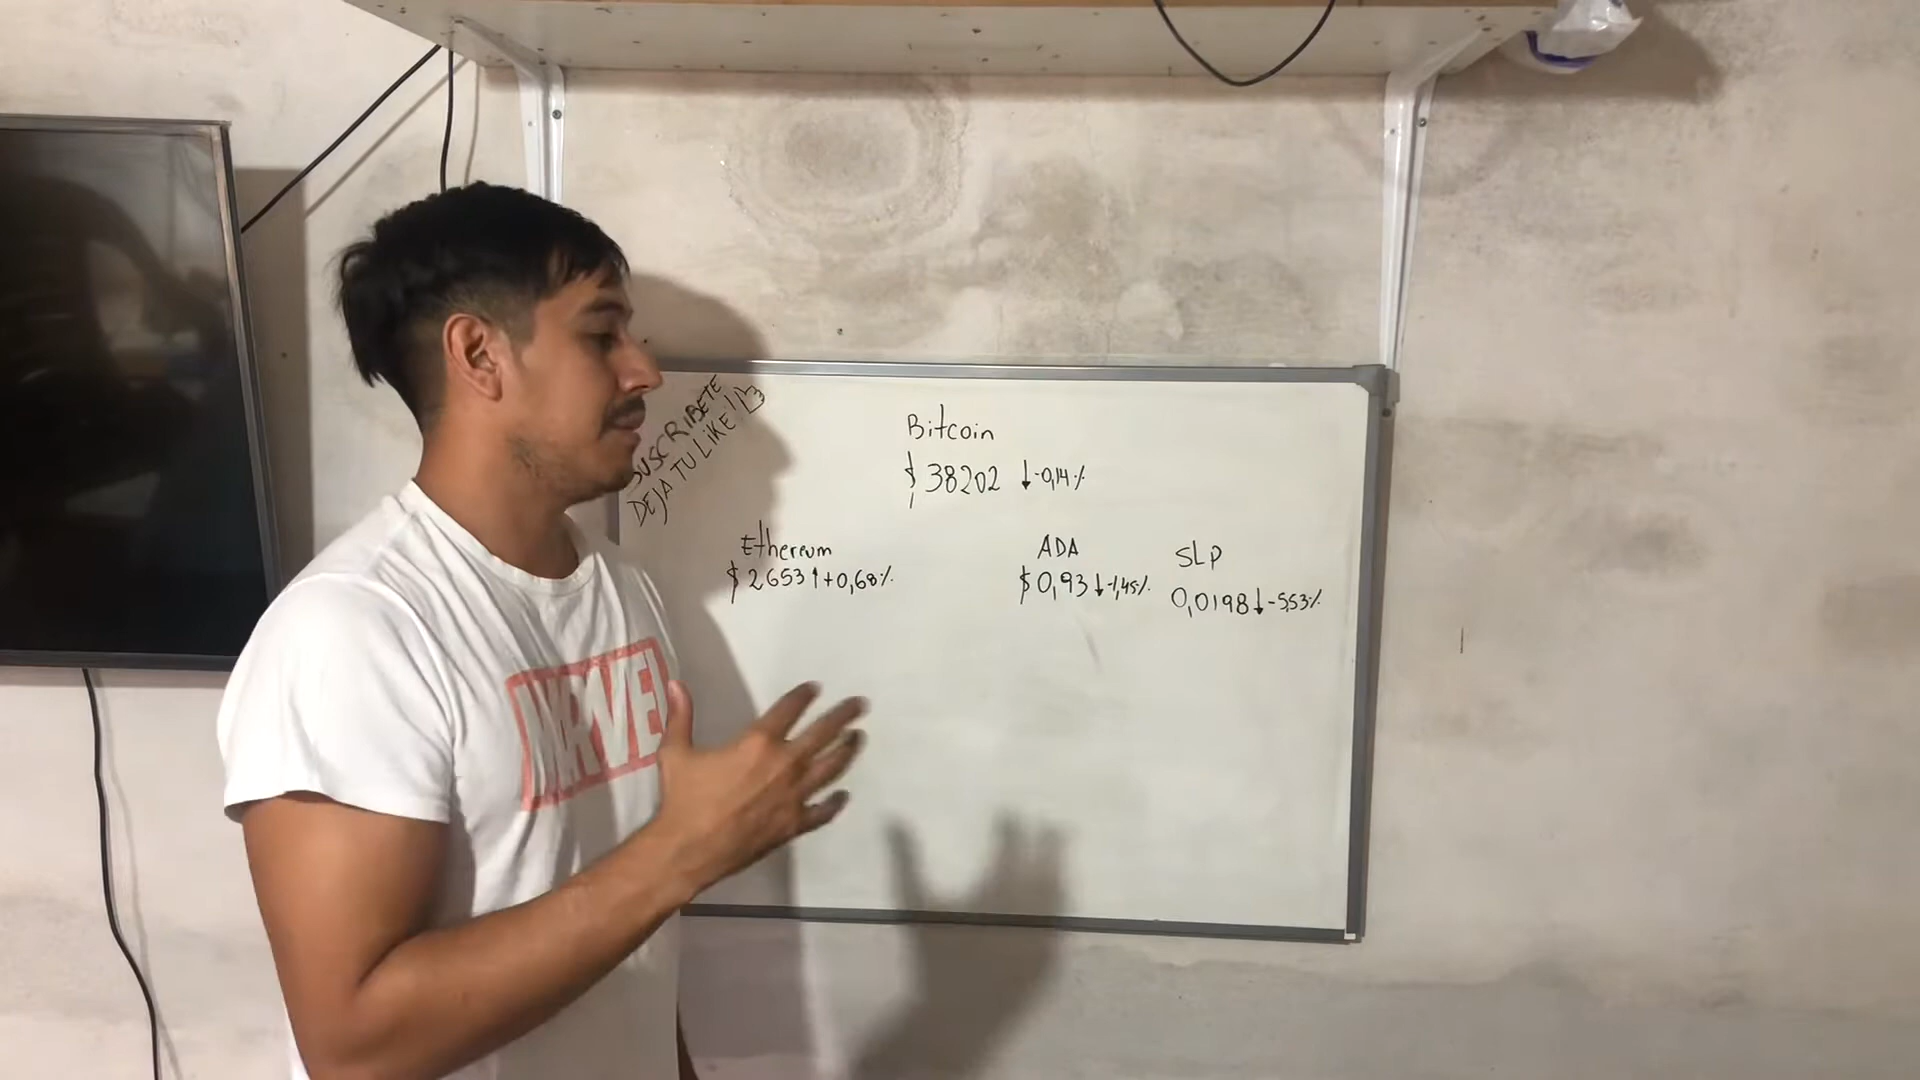 SUSCRIBETE
DEJA TU LIKE!
Bitcoin
$ 38202 ↓-0,14%
Ethereum
$ 2653↑+0,68%
ADA
$ 0,93↓-1,45%
SLP
0,0198↓-5,53%
MARVEL